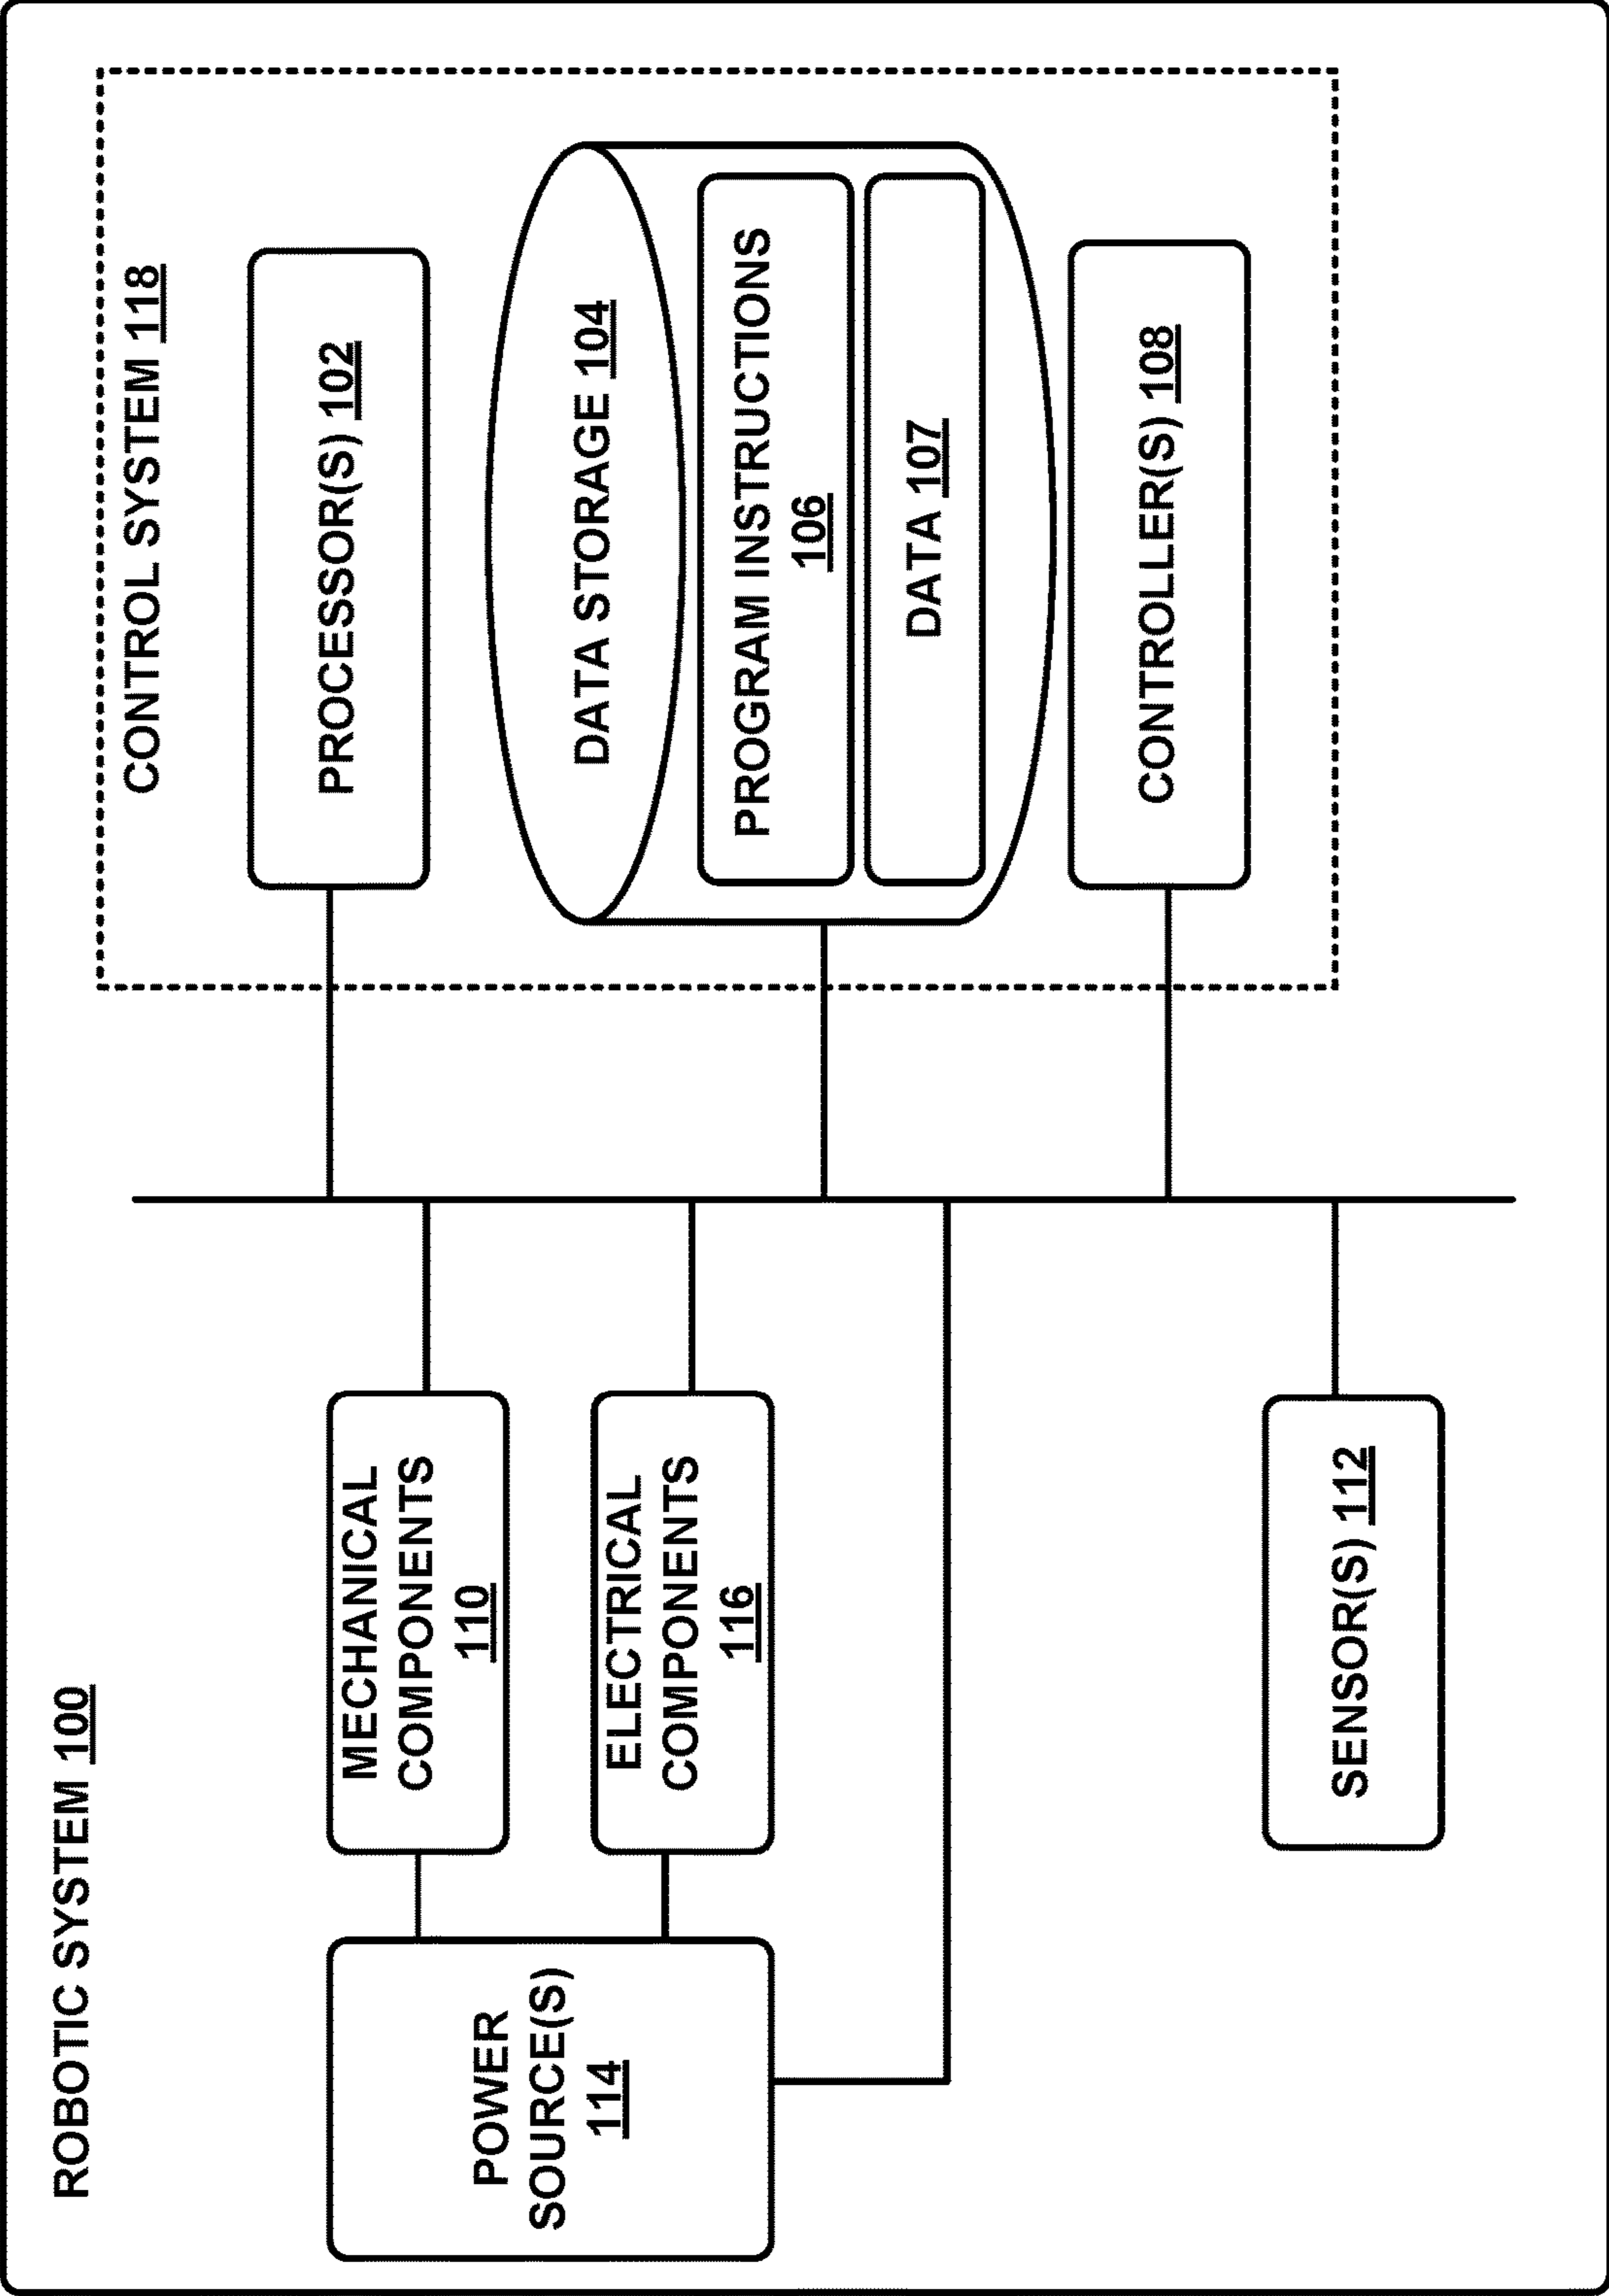 ROBOTIC SYSTEM 100
CONTROL SYSTEM 118
POWER
SOURCE(S)
114
MECHANICAL
COMPONENTS
110
ELECTRICAL
COMPONENTS
116
SENSOR(S) 112
PROCESSOR(S) 102
DATA STORAGE 104
PROGRAM INSTRUCTIONS
106
DATA 107
CONTROLLER(S) 108